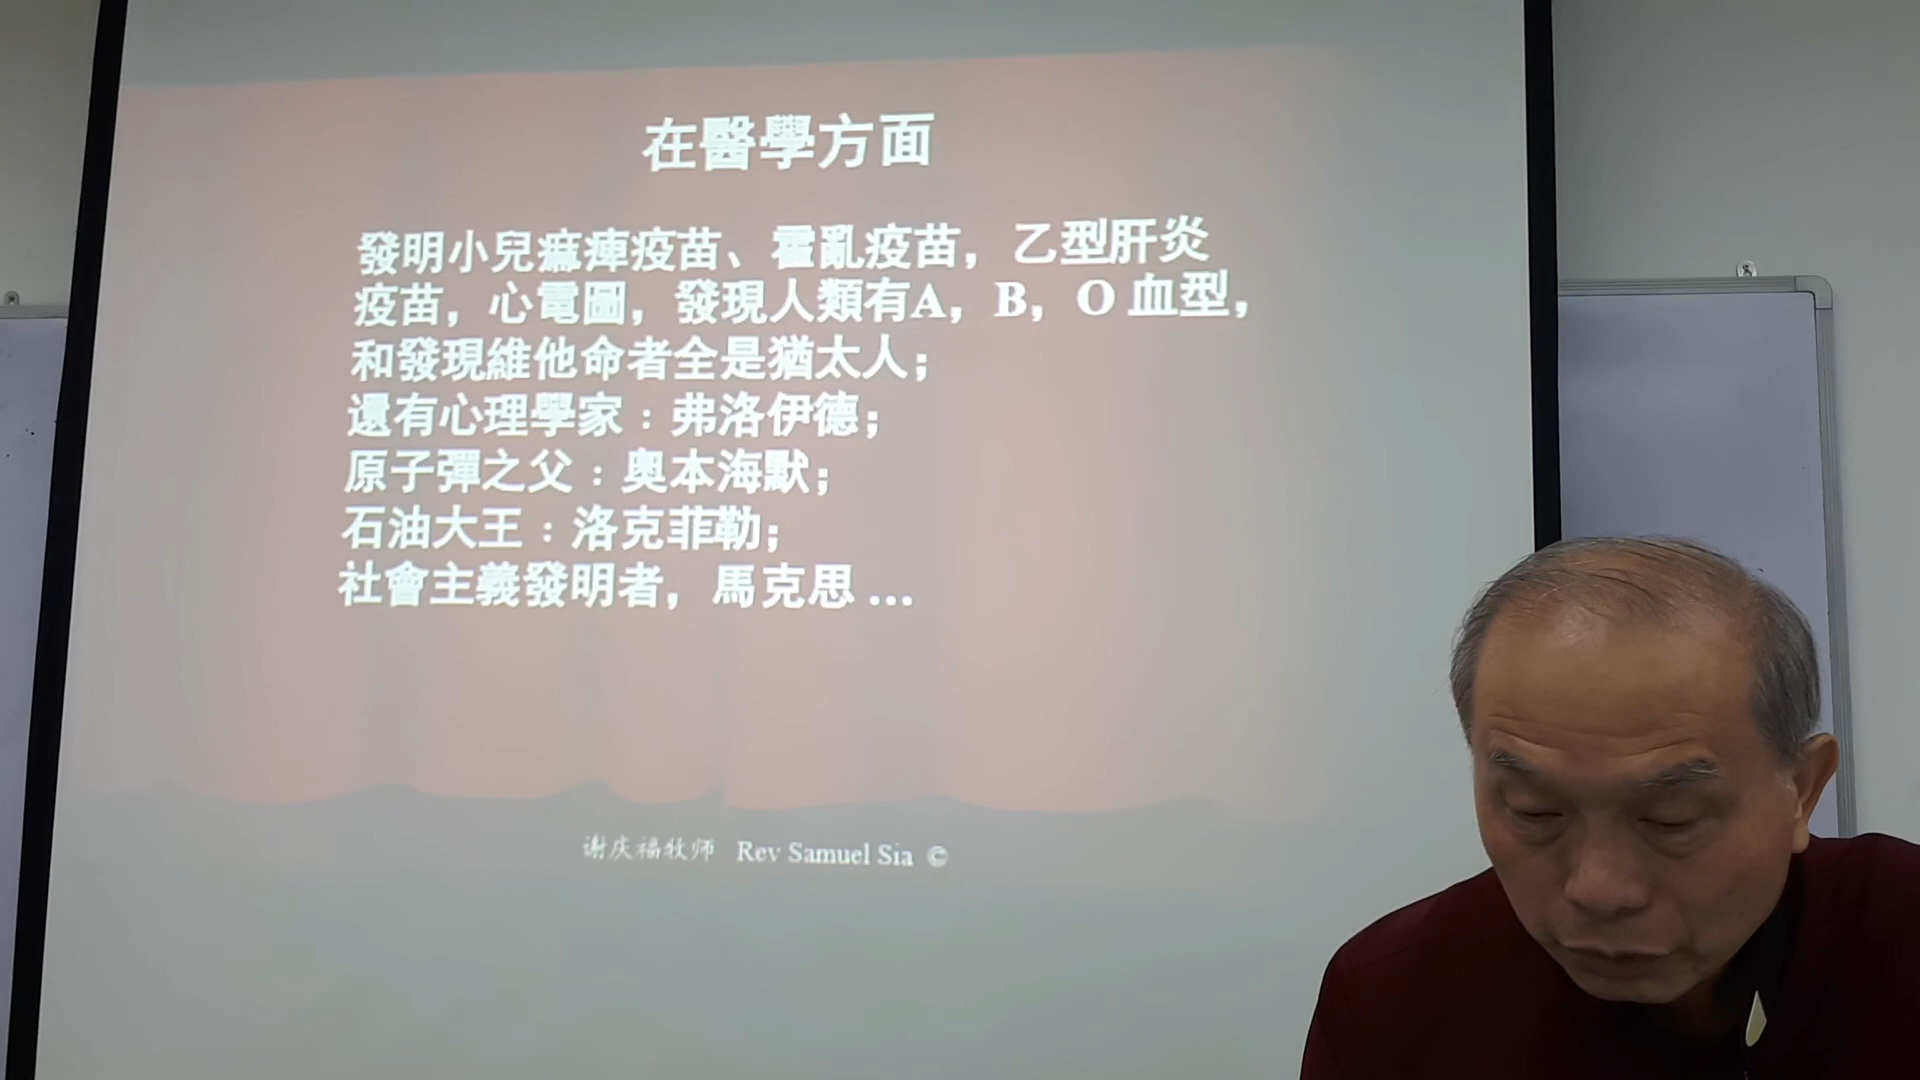 在醫學方面
發明小兒痲痺疫苗、霍亂疫苗，乙型肝炎
疫苗，心電圖，發現人類有A，B，O 血型，
和發現維他命者全是猶太人；
還有心理學家：弗洛伊德；
原子彈之父：奧本海默；
石油大王：洛克菲勒；
社會主義發明者，馬克思 ...
谢庆福牧师 Rev Samuel Sia ©